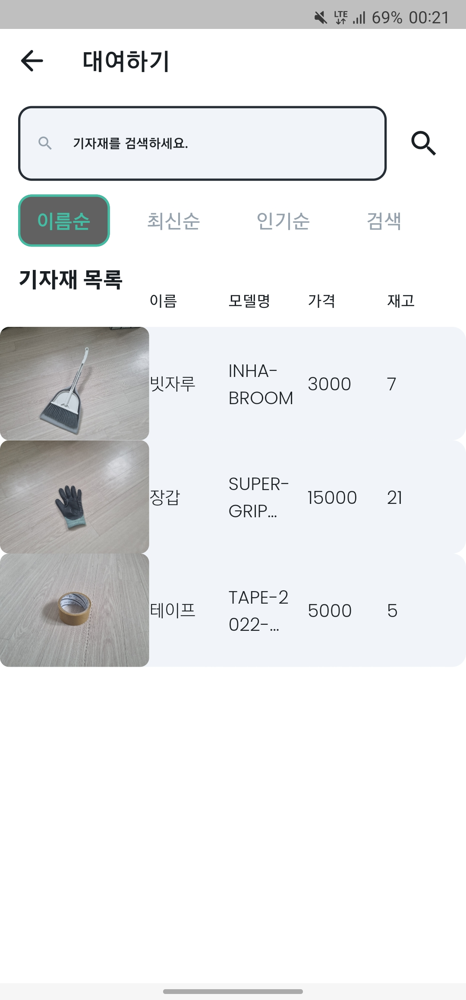 LTE 69% 00:21
대여하기
기자재를 검색하세요.
이름순 최신순 인기순 검색
기자재 목록
이름 모델명 가격 재고
빗자루 INHA-
BROOM 3000 7
장갑 SUPER-
GRIP... 15000 21
테이프 TAPE-2
022-... 5000 5